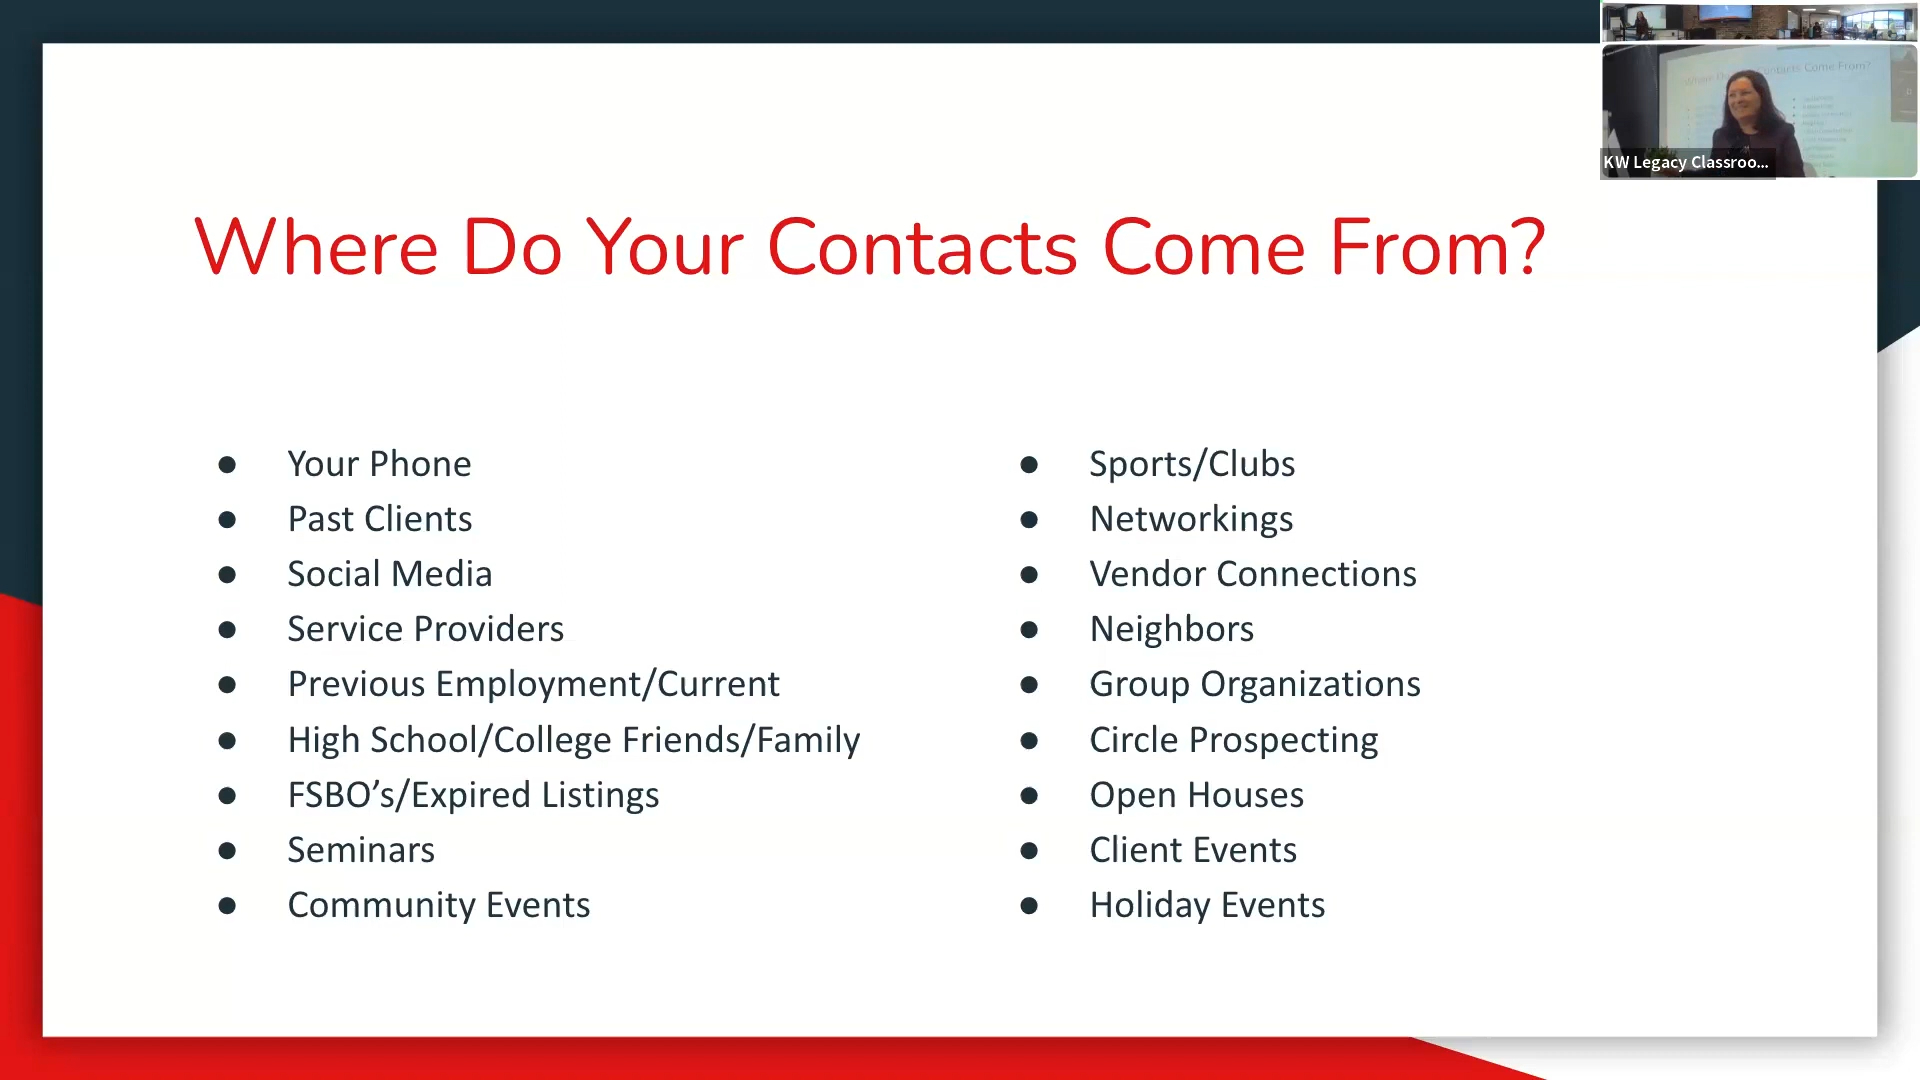 KW Legacy Classroo...
Where Do Your Contacts Come From?
● Your Phone
● Past Clients
● Social Media
● Service Providers
● Previous Employment/Current
● High School/College Friends/Family
● FSBO’s/Expired Listings
● Seminars
● Community Events
● Sports/Clubs
● Networkings
● Vendor Connections
● Neighbors
● Group Organizations
● Circle Prospecting
● Open Houses
● Client Events
● Holiday Events